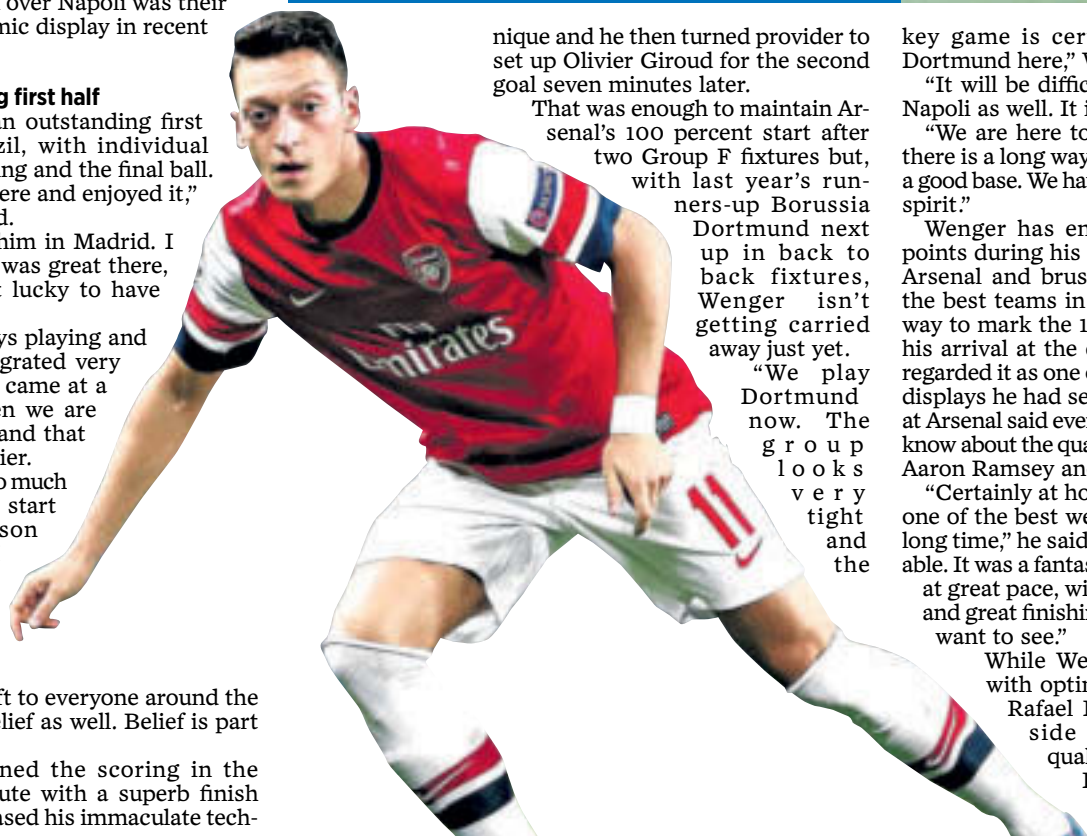 over Napoli was their
mic display in recent
g first half
an outstanding first
zil, with individual
ng and the final ball.
ere and enjoyed it,”
d.
him in Madrid. I
was great there,
t lucky to have
ys playing and
grated very
came at a
en we are
and that
ier.
o much
start
son
ft to everyone around the
elief as well. Belief is part
ned the scoring in the
ute with a superb finish
ased his immaculate tech-
nique and he then turned provider to
set up Olivier Giroud for the second
goal seven minutes later.
That was enough to maintain Ar-
senal’s 100 percent start after
two Group F fixtures but,
with last year’s run-
ners-up Borussia
Dortmund next
up in back to
back fixtures,
Wenger isn’t
getting carried
away just yet.
“We play
Dortmund
now. The
group
looks
very
tight
and
the
key game is cer
Dortmund here,” W
“It will be diffic
Napoli as well. It i
“We are here to
there is a long way
a good base. We ha
spirit.”
Wenger has en
points during his
Arsenal and brus
the best teams in
way to mark the 1
his arrival at the
regarded it as one
displays he had se
at Arsenal said eve
know about the qua
Aaron Ramsey an
“Certainly at ho
one of the best we
long time,” he said
able. It was a fantas
at great pace, wi
and great finishi
want to see.”
While We
with optim
Rafael
side
qual
Emirates
11